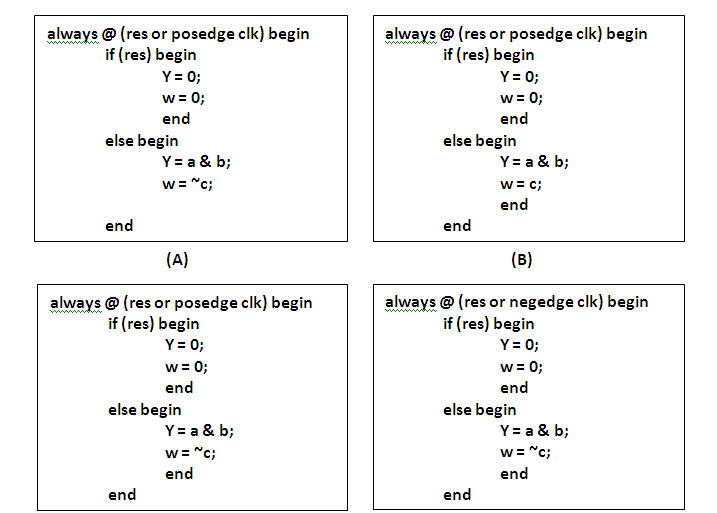 always @ (res or posedge clk) begin
if (res) begin
Y = 0;
w = 0;
end
else begin
Y = a & b;
w = ~c;
end
(A)
always @ (res or posedge clk) begin
if (res) begin
Y = 0;
w = 0;
end
else begin
Y = a & b;
w = c;
end
end
(B)
always @ (res or posedge clk) begin
if (res) begin
Y = 0;
w = 0;
end
else begin
Y = a & b;
w = ~c;
end
end
always @ (res or negedge clk) begin
if (res) begin
Y = 0;
w = 0;
end
else begin
Y = a & b;
w = ~c;
end
end